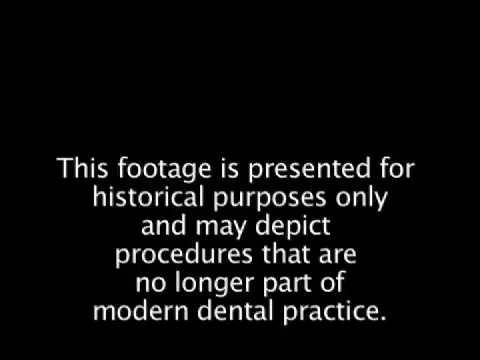 This footage is presented for
historical purposes only
and may depict
procedures that are
no longer part of
modern dental practice.